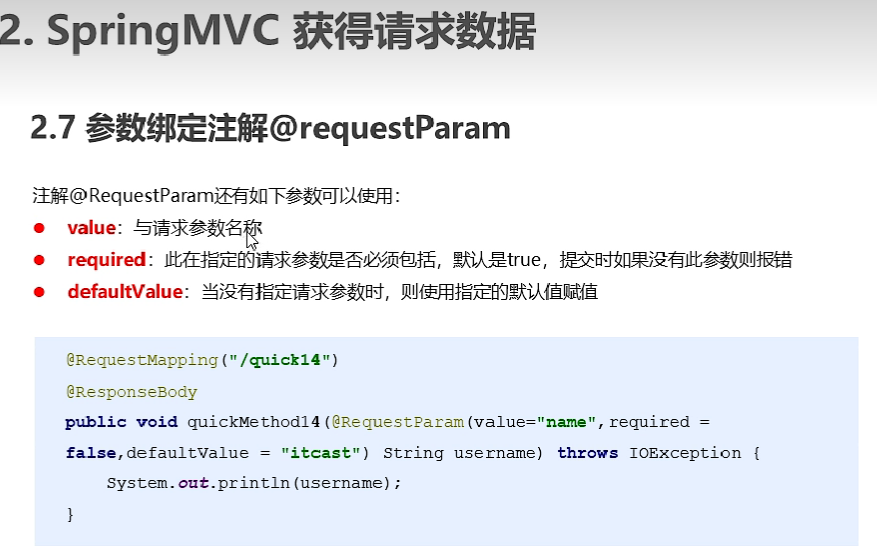 2. SpringMVC 获得请求数据
2.7 参数绑定注解@requestParam
注解@RequestParam还有如下参数可以使用：
● value：与请求参数名称
● required：此在指定的请求参数是否必须包括，默认是true，提交时如果没有此参数则报错
● defaultValue：当没有指定请求参数时，则使用指定的默认值赋值
@RequestMapping("/quick14")
@ResponseBody
public void quickMethod14(@RequestParam(value="name",required =
false,defaultValue = "itcast") String username) throws IOException {
System.out.println(username);
}